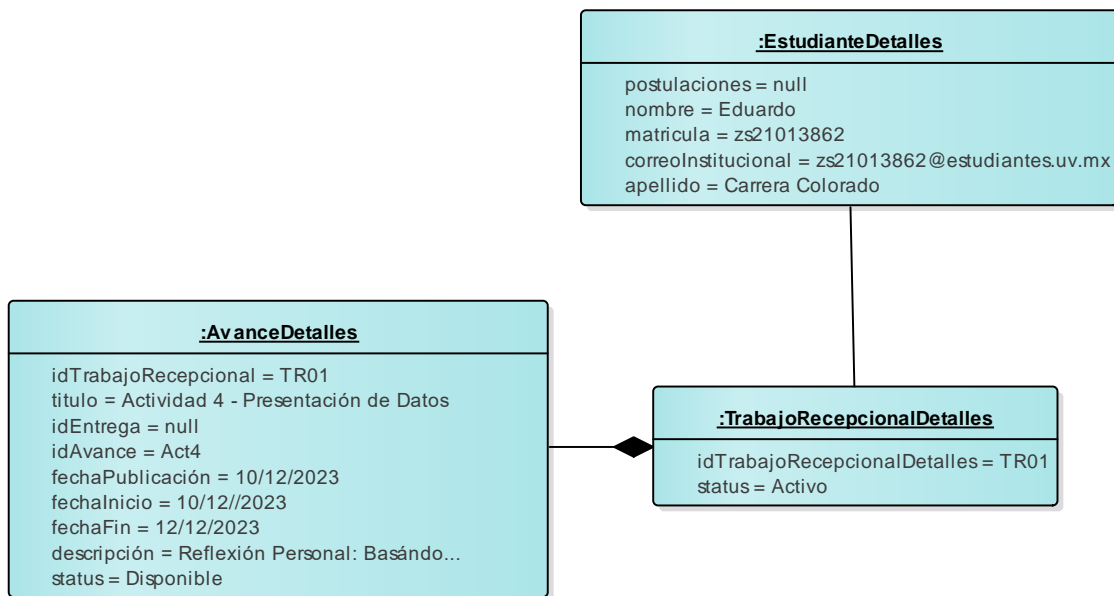 :EstudianteDetalles
postulaciones = null
nombre = Eduardo
matricula = zs21013862
correoInstitucional = zs21013862@estudiantes.uv.mx
apellido = Carrera Colorado
:AvanceDetalles
idTrabajoRecepcional = TR01
titulo = Actividad 4 - Presentación de Datos
idEntrega = null
idAvance = Act4
fechaPublicación = 10/12/2023
fechaInicio = 10/12//2023
fechaFin = 12/12/2023
descripción = Reflexión Personal: Basándo...
status = Disponible
:TrabajoRecepcionalDetalles
idTrabajoRecepcionalDetalles = TR01
status = Activo